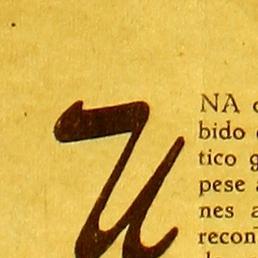 UNA
bido
tico
pese a
nes a
recon